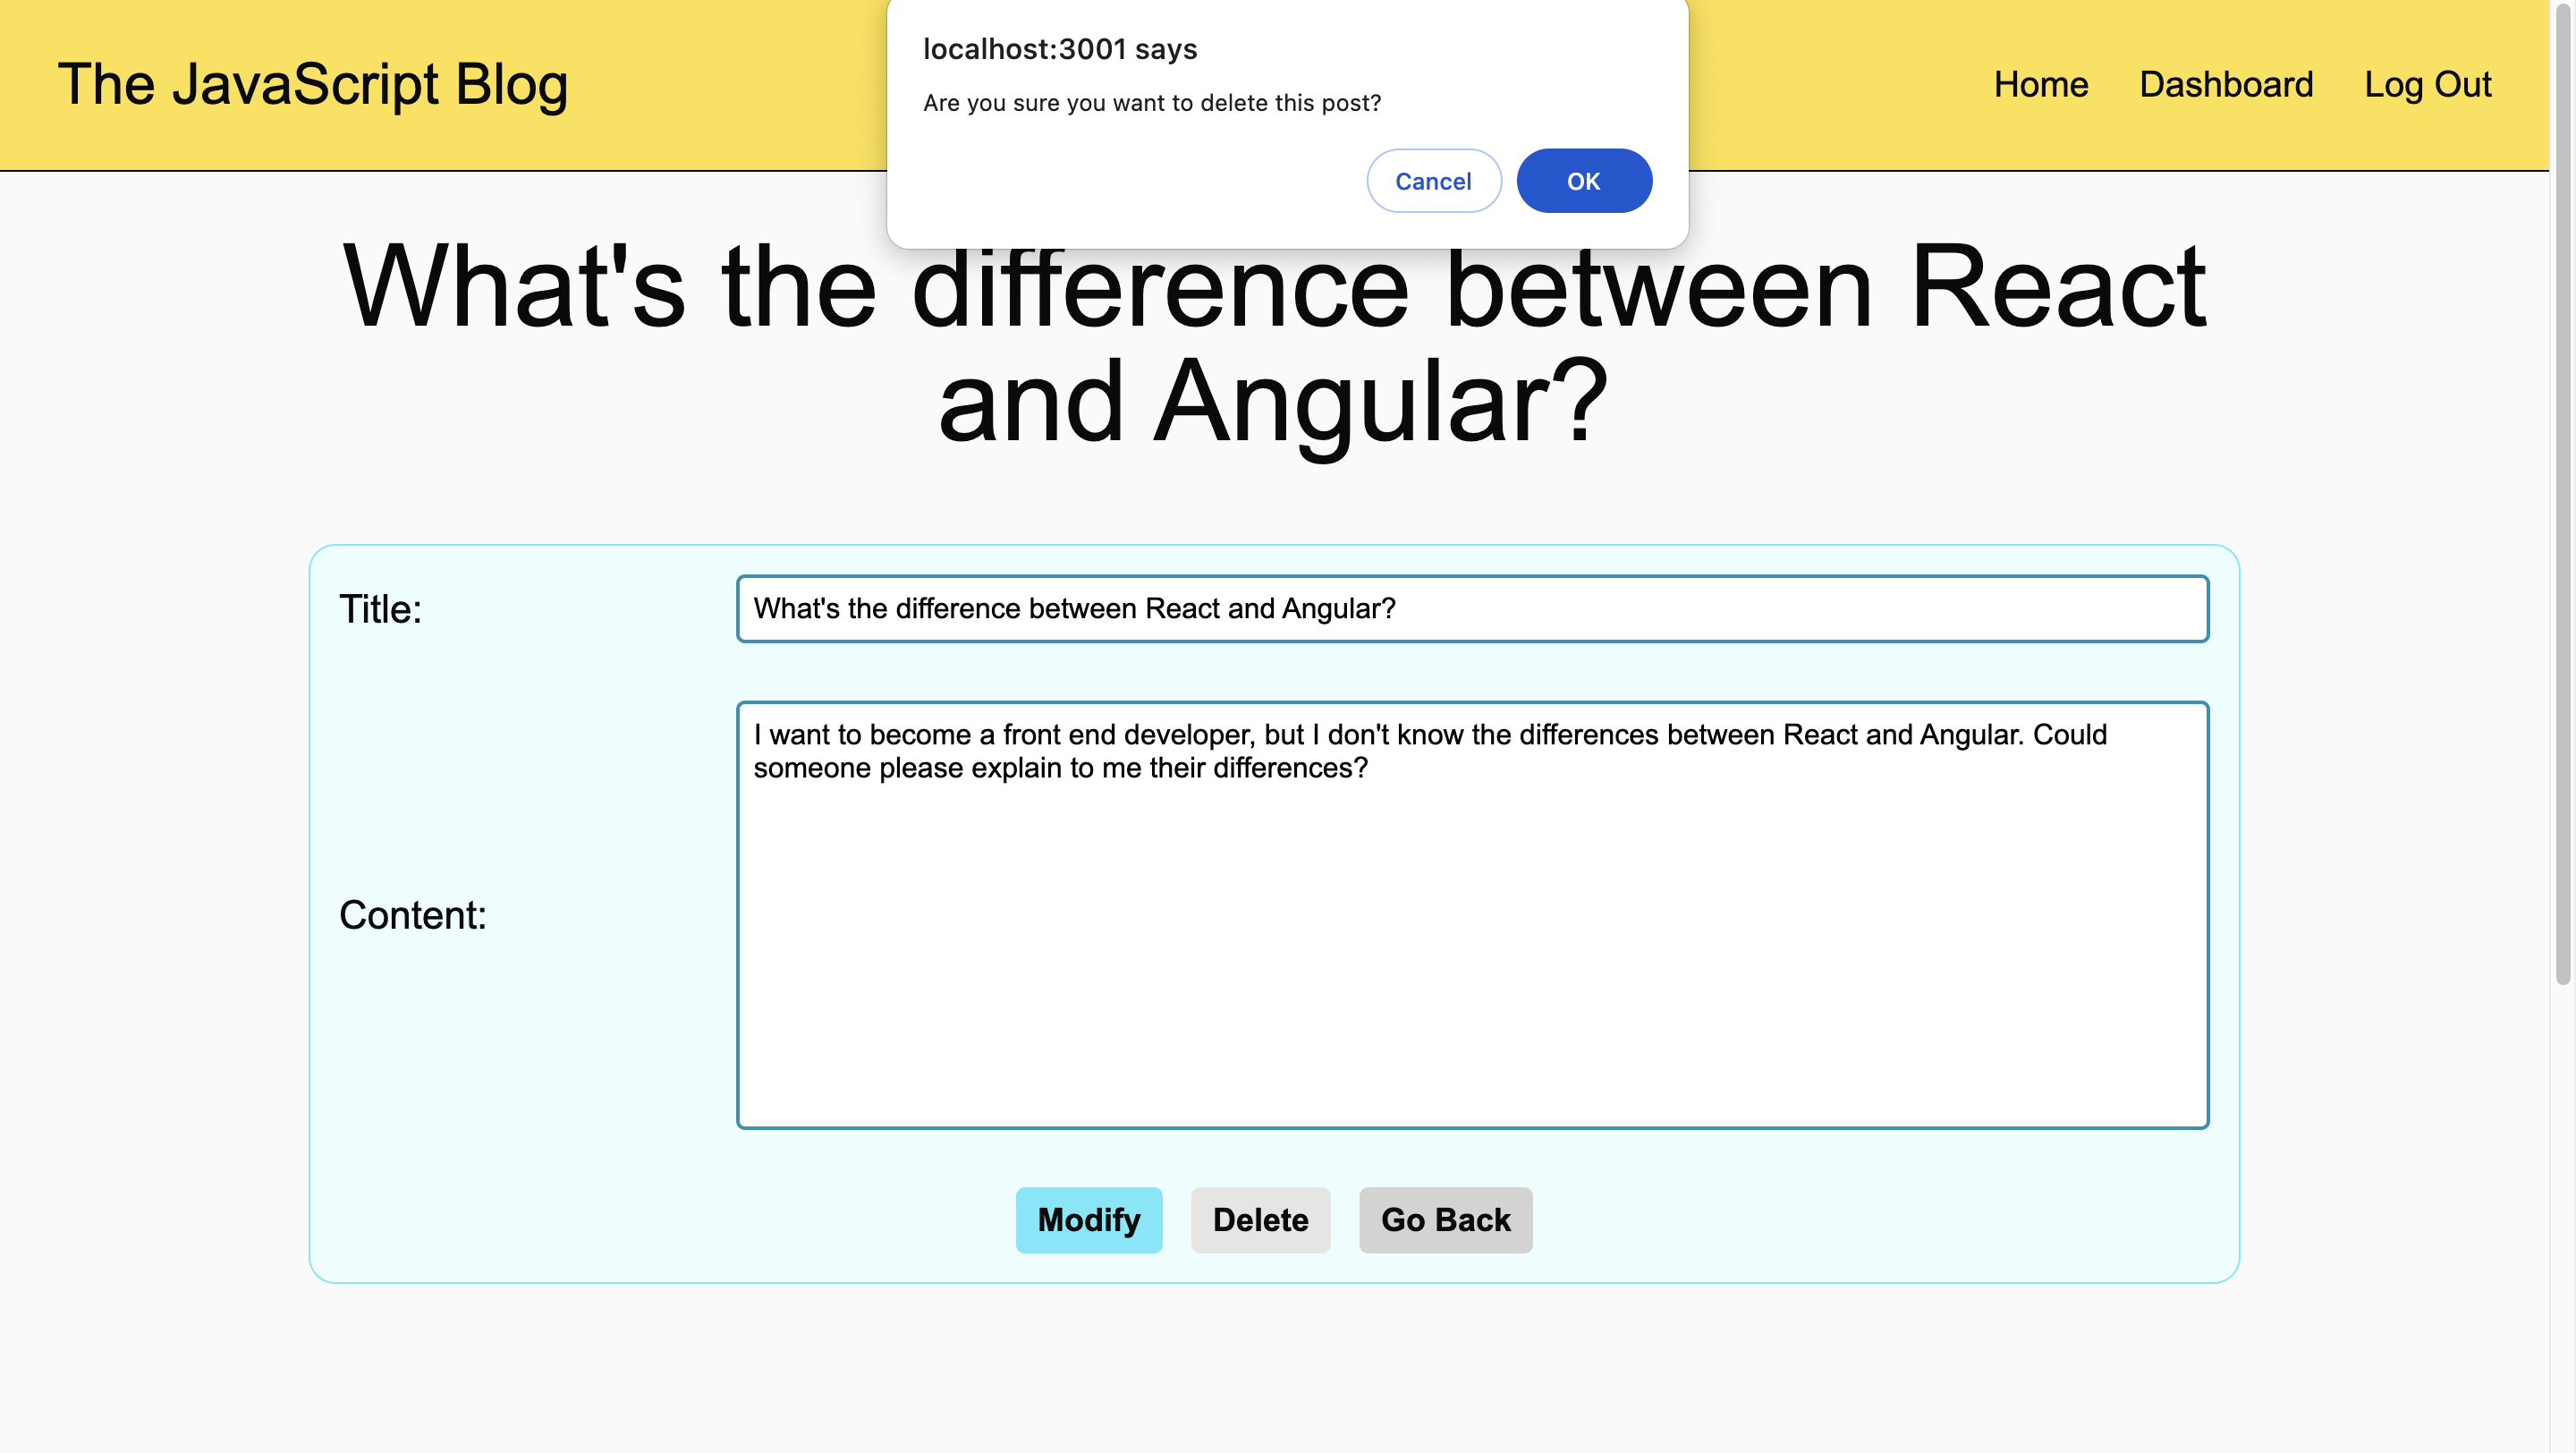 The JavaScript Blog
localhost:3001 says
Are you sure you want to delete this post?
Cancel
OK
Home
Dashboard
Log Out
What's the difference between React
and Angular?
Title:
What's the difference between React and Angular?
Content:
I want to become a front end developer, but I don't know the differences between React and Angular. Could
someone please explain to me their differences?
Modify
Delete
Go Back